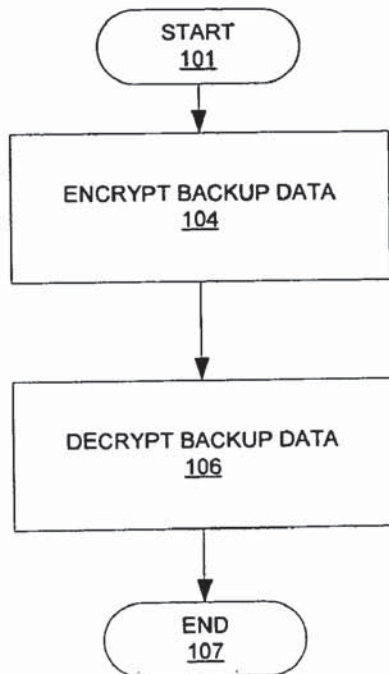 START
101
ENCRYPT BACKUP DATA
104
DECRYPT BACKUP DATA
106
END
107